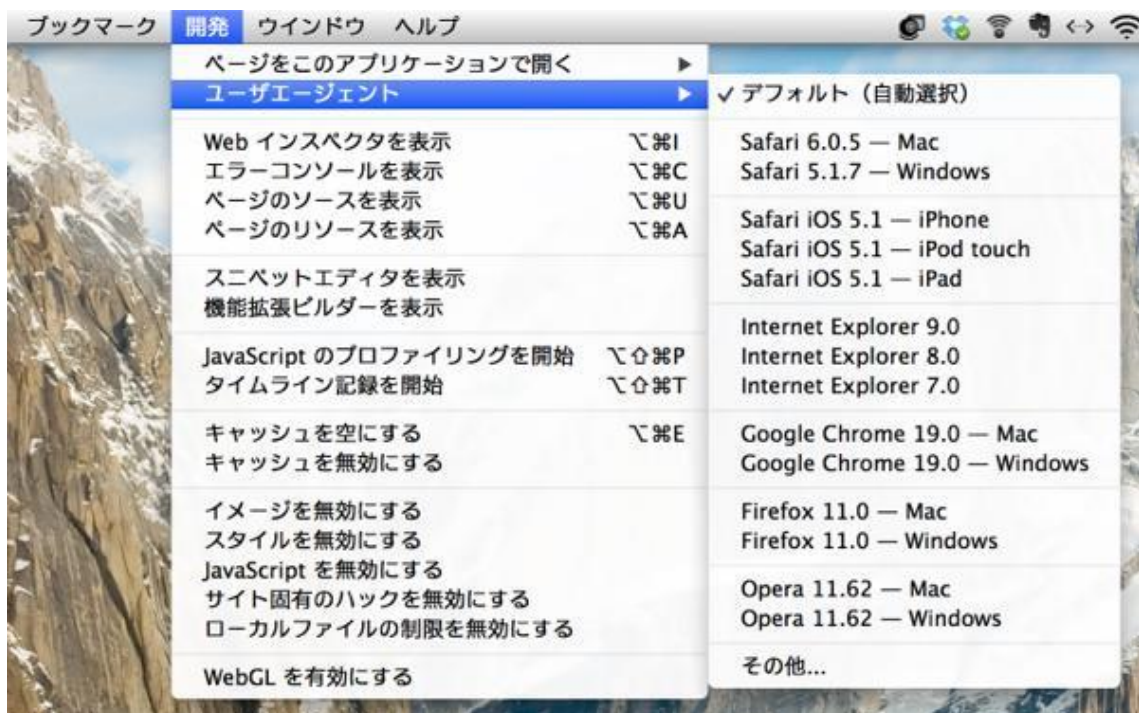 ブックマーク 開発 ウインドウ ヘルプ
ページをこのアプリケーションで開く ▶
ユーザエージェント ▶
Web インスペクタを表示 ⌥⌘I
エラーコンソールを表示 ⌥⌘C
ページのソースを表示 ⌥⌘U
ページのリソースを表示 ⌥⌘A
スニペットエディタを表示
機能拡張ビルダーを表示
JavaScript のプロファイリングを開始 ⌥⇧⌘P
タイムライン記録を開始 ⌥⇧⌘T
キャッシュを空にする ⌥⌘E
キャッシュを無効にする
イメージを無効にする
スタイルを無効にする
JavaScript を無効にする
サイト固有のハックを無効にする
ローカルファイルの制限を無効にする
WebGL を有効にする
✓ デフォルト（自動選択）
Safari 6.0.5 — Mac
Safari 5.1.7 — Windows
Safari iOS 5.1 — iPhone
Safari iOS 5.1 — iPod touch
Safari iOS 5.1 — iPad
Internet Explorer 9.0
Internet Explorer 8.0
Internet Explorer 7.0
Google Chrome 19.0 — Mac
Google Chrome 19.0 — Windows
Firefox 11.0 — Mac
Firefox 11.0 — Windows
Opera 11.62 — Mac
Opera 11.62 — Windows
その他...